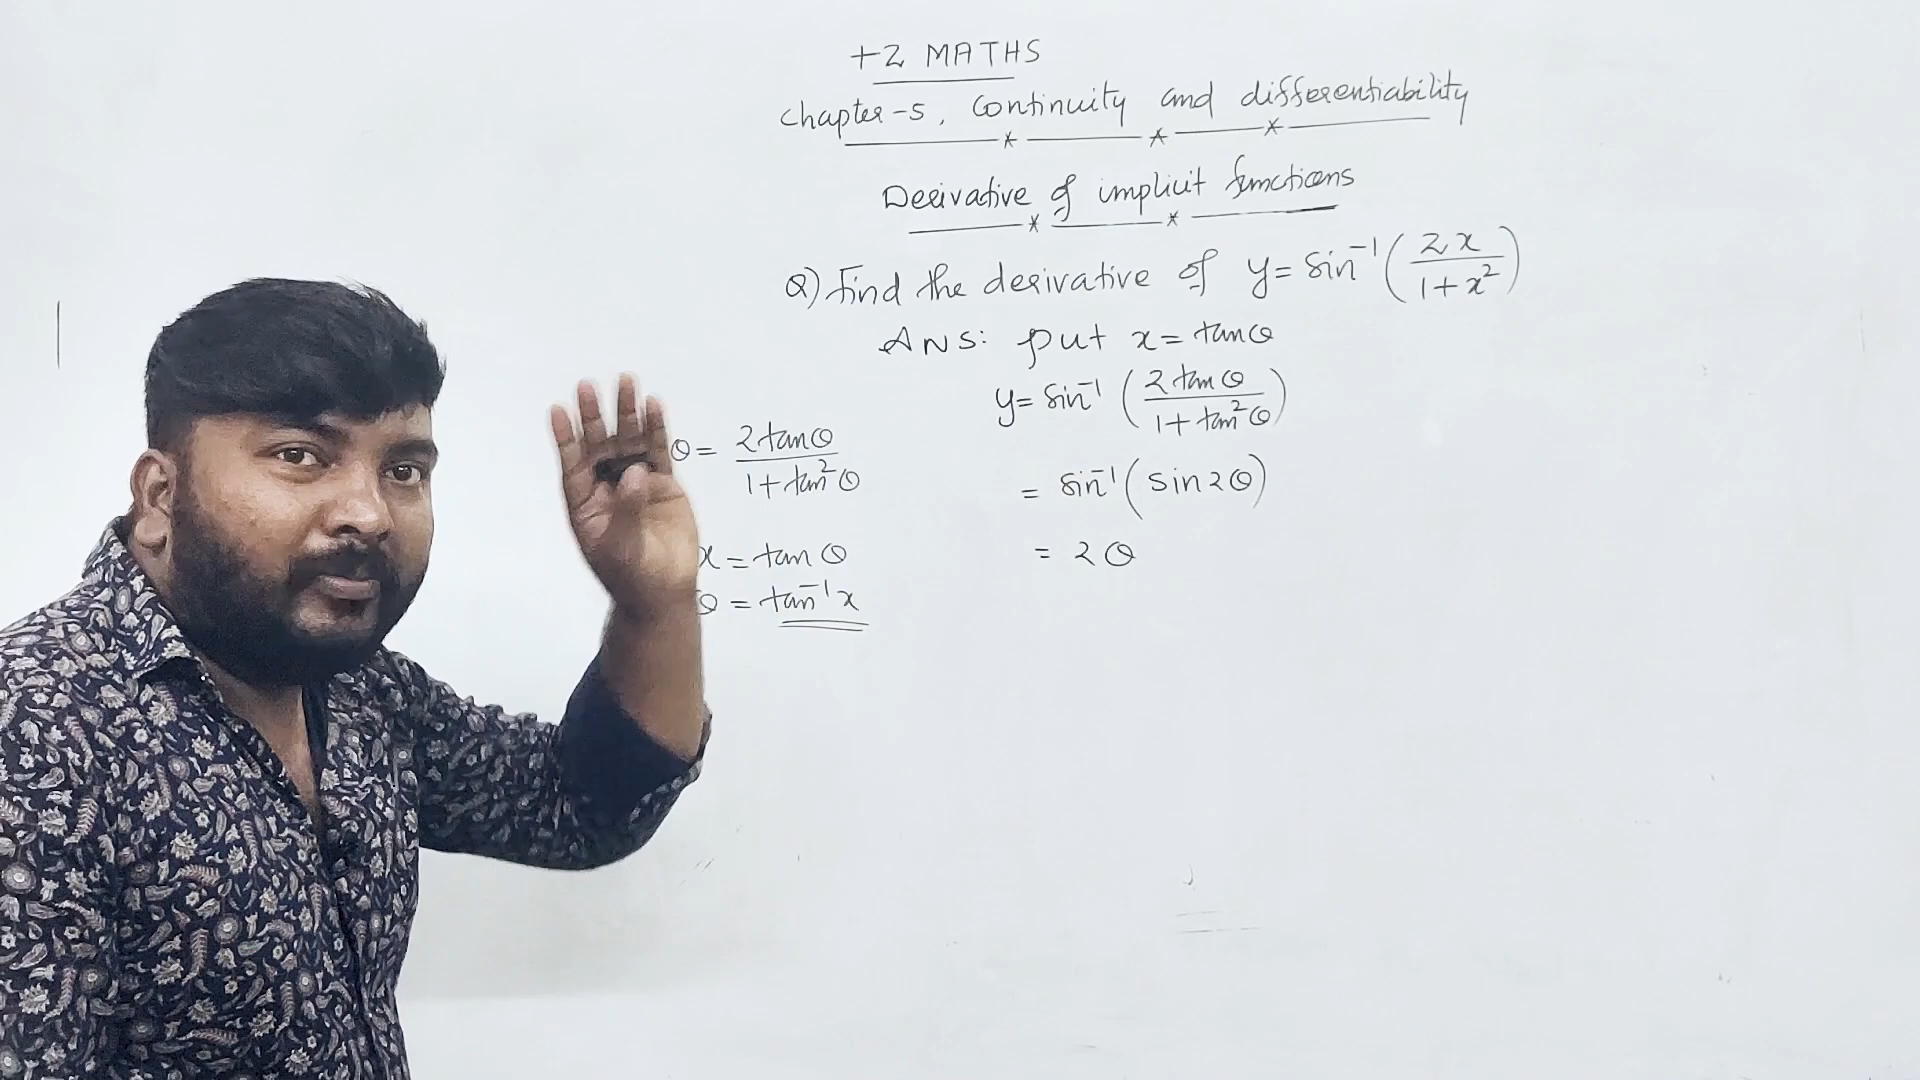 +2 MATHS
Chapter-5, Continuity and differentiability
Derivative of implicit functions
Q) Find the derivative of y = sin⁻¹(2x/(1+x²))
Ans: put x = tanθ
y = sin⁻¹(2tanθ/(1+tan²θ))
= sin⁻¹(sin2θ)
= 2θ
θ = 2tanθ/(1+tan²θ)
x = tanθ
θ = tan⁻¹x